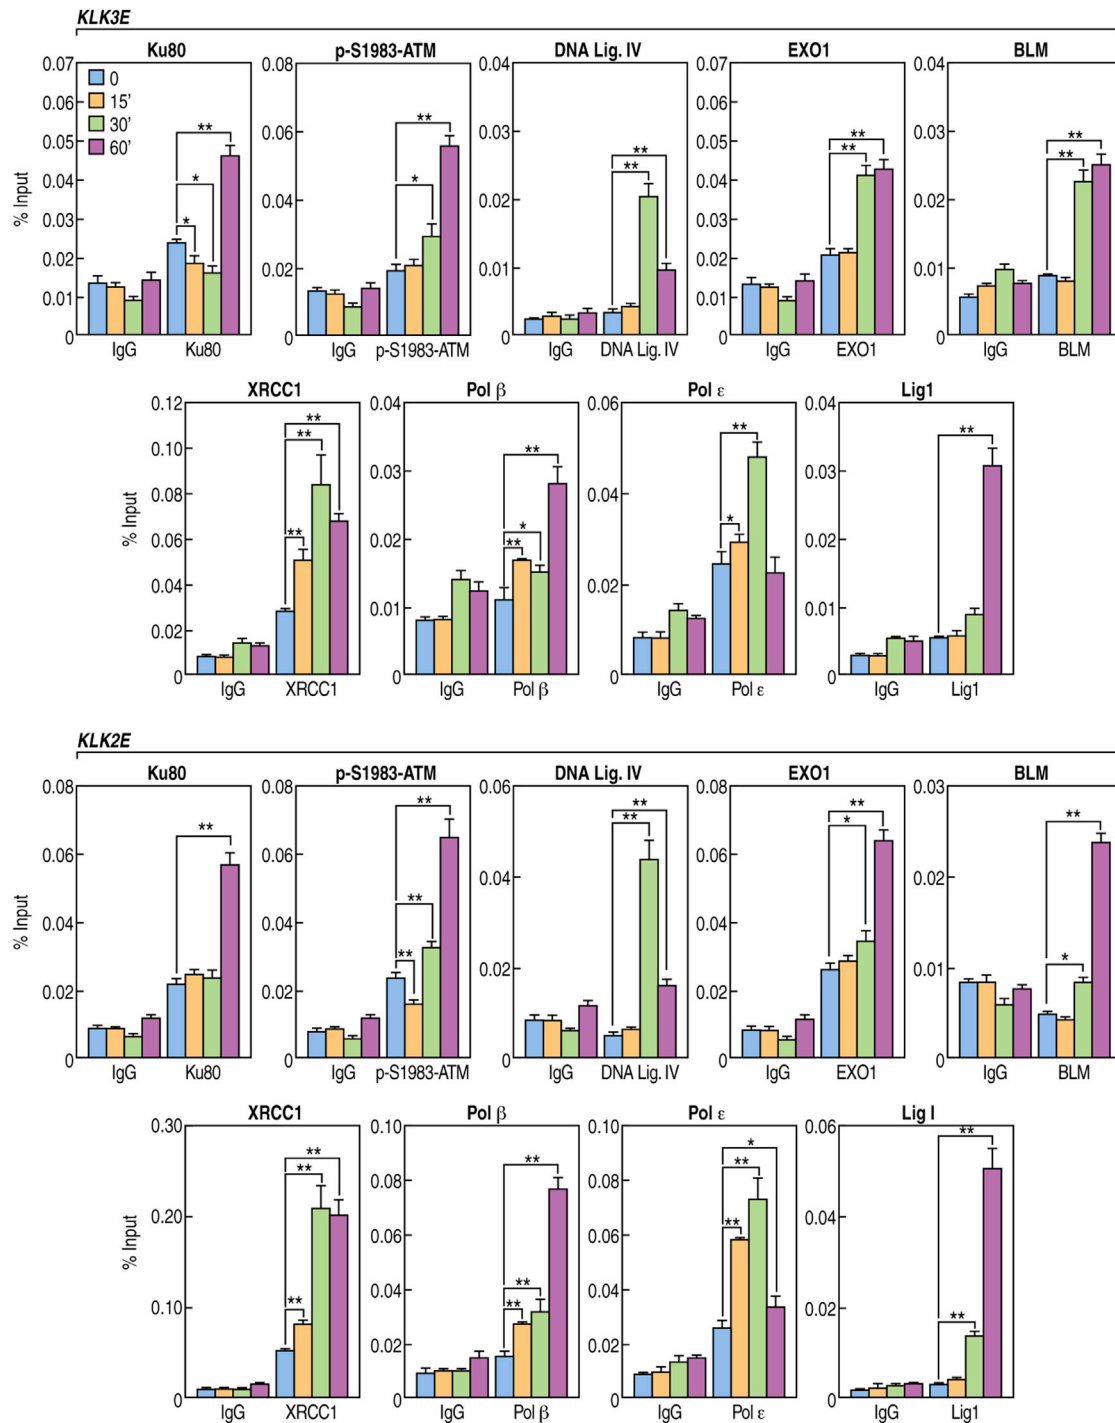 KLK3E
Ku80 p-S1983-ATM DNA Lig. IV EXO1 BLM
0.07 0.08 0.04 0.07 0.04
0
15'
30'
60'
** ** ** ** **
* * ** ** **
*
0.06
0.05 0.06 0.03 0.06 0.03
0.04 0.04 0.02 0.05 0.02
0.03 0.04
0.02 0.02 0.01 0.03 0.01
0.01 0.02
0.01
0 0 0 0 0
% Input
IgG Ku80 IgG p-S1983-ATM IgG DNA Lig. IV IgG EXO1 IgG BLM
XRCC1 Pol β Pol ε Lig1
0.12 0.04 0.06 0.04
** ** ** **
** * *
** **
0.10 0.03 0.04 0.03
0.08 0.02 0.02 0.02
0.06 0.01 0.01
0.04
0.02
0 0 0 0
% Input
IgG XRCC1 IgG Pol β IgG Pol ε IgG Lig1
KLK2E
Ku80 p-S1983-ATM DNA Lig. IV EXO1 BLM
0.08 0.08 0.06 0.08 0.03
** ** ** ** **
** ** * *
**
0.06 0.06 0.04 0.06 0.02
0.04 0.04 0.02 0.04 0.01
0.02 0.02 0.02
0 0 0 0 0
% Input
IgG Ku80 IgG p-S1983-ATM IgG DNA Lig. IV IgG EXO1 IgG BLM
XRCC1 Pol β Pol ε Lig I
0.30 0.10 0.10 0.06
** ** * **
** ** ** **
** ** **
0.20 0.08 0.08 0.04
0.10 0.06 0.06 0.02
0.04 0.04
0.02 0.02
0 0 0 0
% Input
IgG XRCC1 IgG Pol β IgG Pol ε IgG Lig1